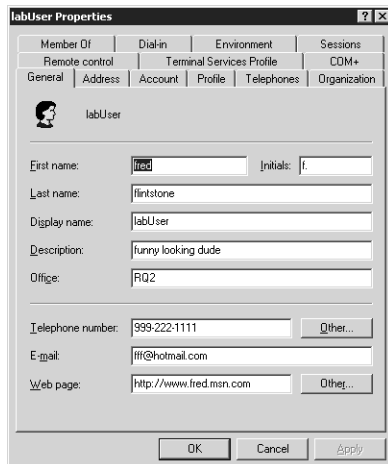 labUser Properties
Member Of Dial-in Environment Sessions
Remote control Terminal Services Profile COM+
General Address Account Profile Telephones Organization
labUser
First name: fred Initials: f.
Last name: flintstone
Display name: labUser
Description: funny looking dude
Office: RQ2
Telephone number: 999-222-1111 Other...
E-mail: fff@hotmail.com
Web page: http://www.fred.msn.com Other...
OK Cancel Apply